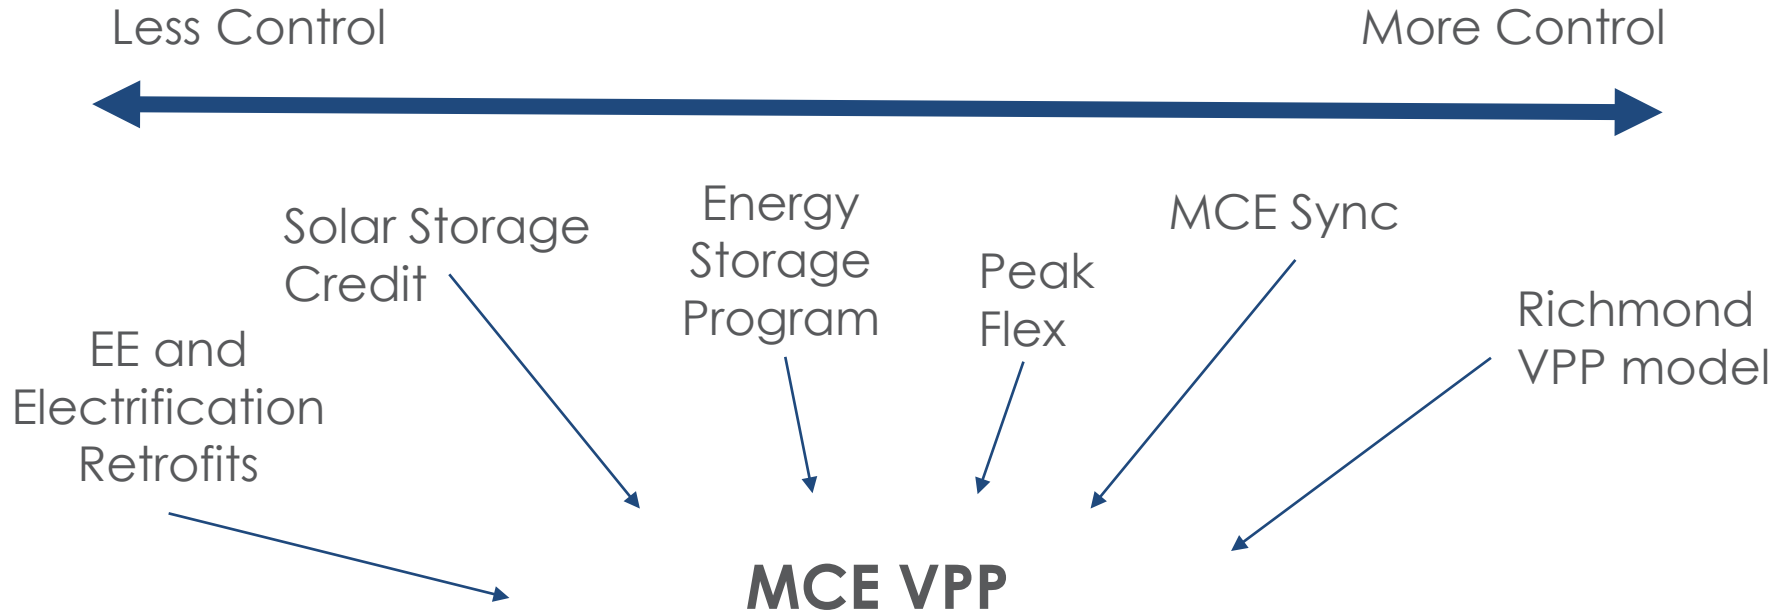 Less Control
More Control
EE and
Electrification
Retrofits
Solar Storage
Credit
Energy
Storage
Program
Peak
Flex
MCE Sync
Richmond
VPP model
MCE VPP